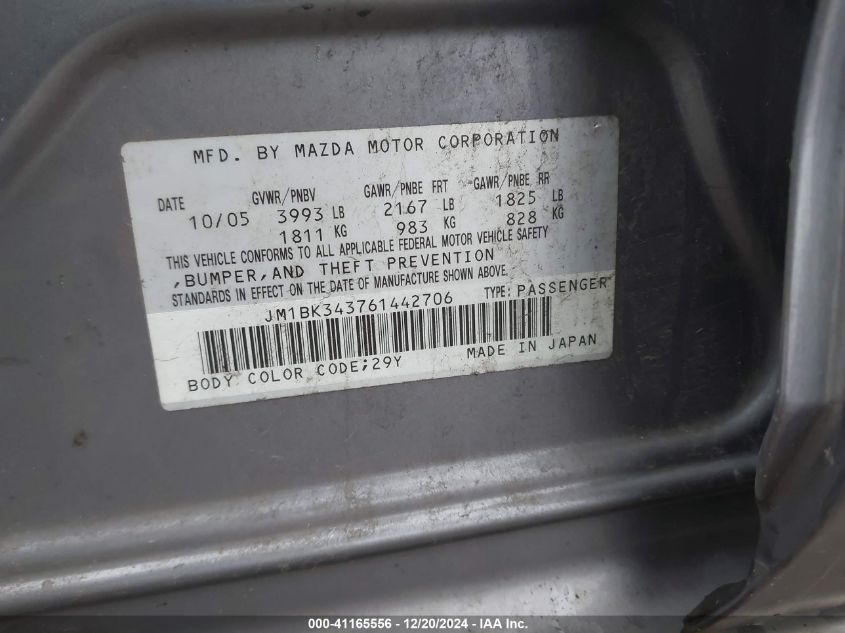 MFD. BY MAZDA MOTOR CORPORATION
DATE GVWR/PNBV GAWR/PNBE FRT GAWR/PNBE RR
10/05 3993 LB 2167 LB 1825 LB
1811 KG 983 KG 828 KG
THIS VEHICLE CONFORMS TO ALL APPLICABLE FEDERAL MOTOR VEHICLE SAFETY
,BUMPER,AND THEFT PREVENTION
STANDARDS IN EFFECT ON THE DATE OF MANUFACTURE SHOWN ABOVE.
JM1BK343761442706 TYPE: PASSENGER
BODY COLOR CODE;29Y MADE IN JAPAN
000-41165556 - 12/20/2024 - IAA Inc.